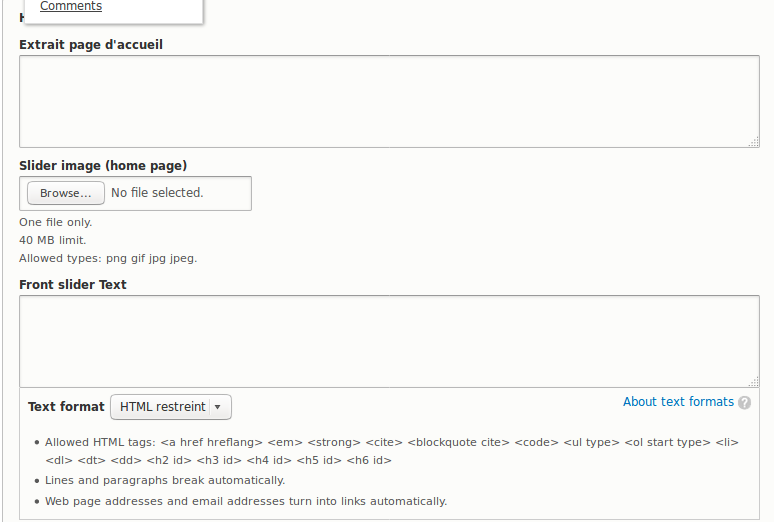 Comments
Extrait page d'accueil
Slider image (home page)
Browse... No file selected.
One file only.
40 MB limit.
Allowed types: png gif jpg jpeg.
Front slider Text
Text format HTML restreint About text formats ?
Allowed HTML tags: <a href hreflang> <em> <strong> <cite> <blockquote cite> <code> <ul type> <ol start type> <li>
<dl> <dt> <dd> <h2 id> <h3 id> <h4 id> <h5 id> <h6 id>
Lines and paragraphs break automatically.
Web page addresses and email addresses turn into links automatically.